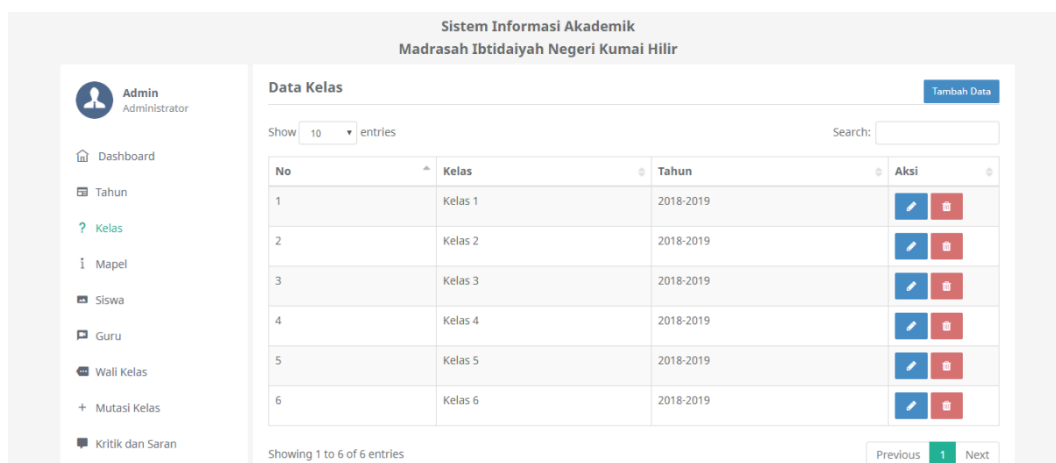 Sistem Informasi Akademik
Madrasah Ibtidaiyah Negeri Kumai Hilir
Admin
Administrator
Dashboard
Tahun
Kelas
Mapel
Siswa
Guru
Wali Kelas
Mutasi Kelas
Kritik dan Saran
Data Kelas
Tambah Data
Show 10 entries
Search:
No Kelas Tahun Aksi
1 Kelas 1 2018-2019
2 Kelas 2 2018-2019
3 Kelas 3 2018-2019
4 Kelas 4 2018-2019
5 Kelas 5 2018-2019
6 Kelas 6 2018-2019
Showing 1 to 6 of 6 entries
Previous 1 Next